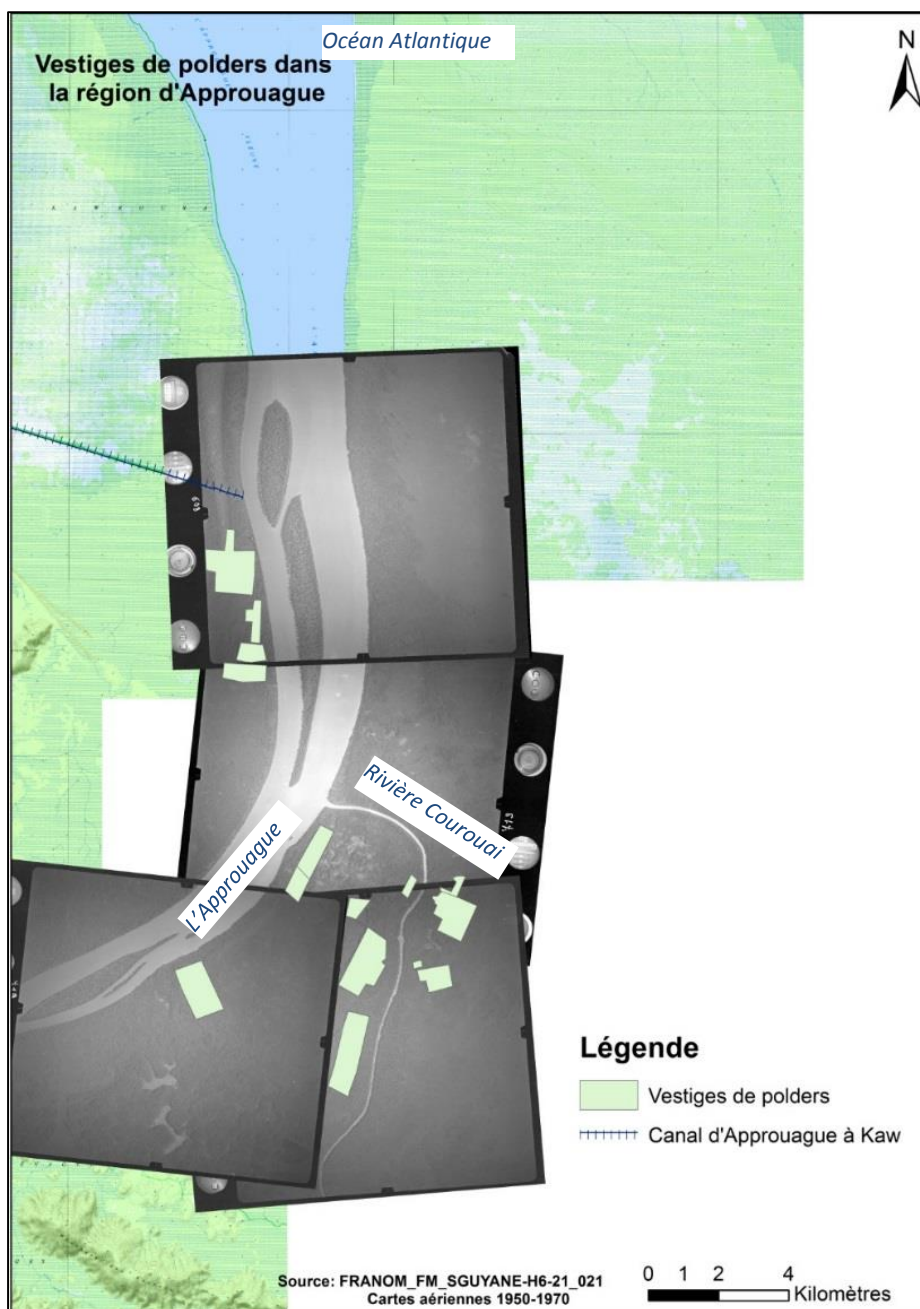 Océan Atlantique
Vestiges de polders dans
la région d'Approuague
N
Rivière Courouai
L'Approuague
Légende
Vestiges de polders
Canal d'Approuague à Kaw
Source: FRANOM_FM_SGUYANE-H6-21_021
Cartes aériennes 1950-1970
0 1 2 4
Kilomètres